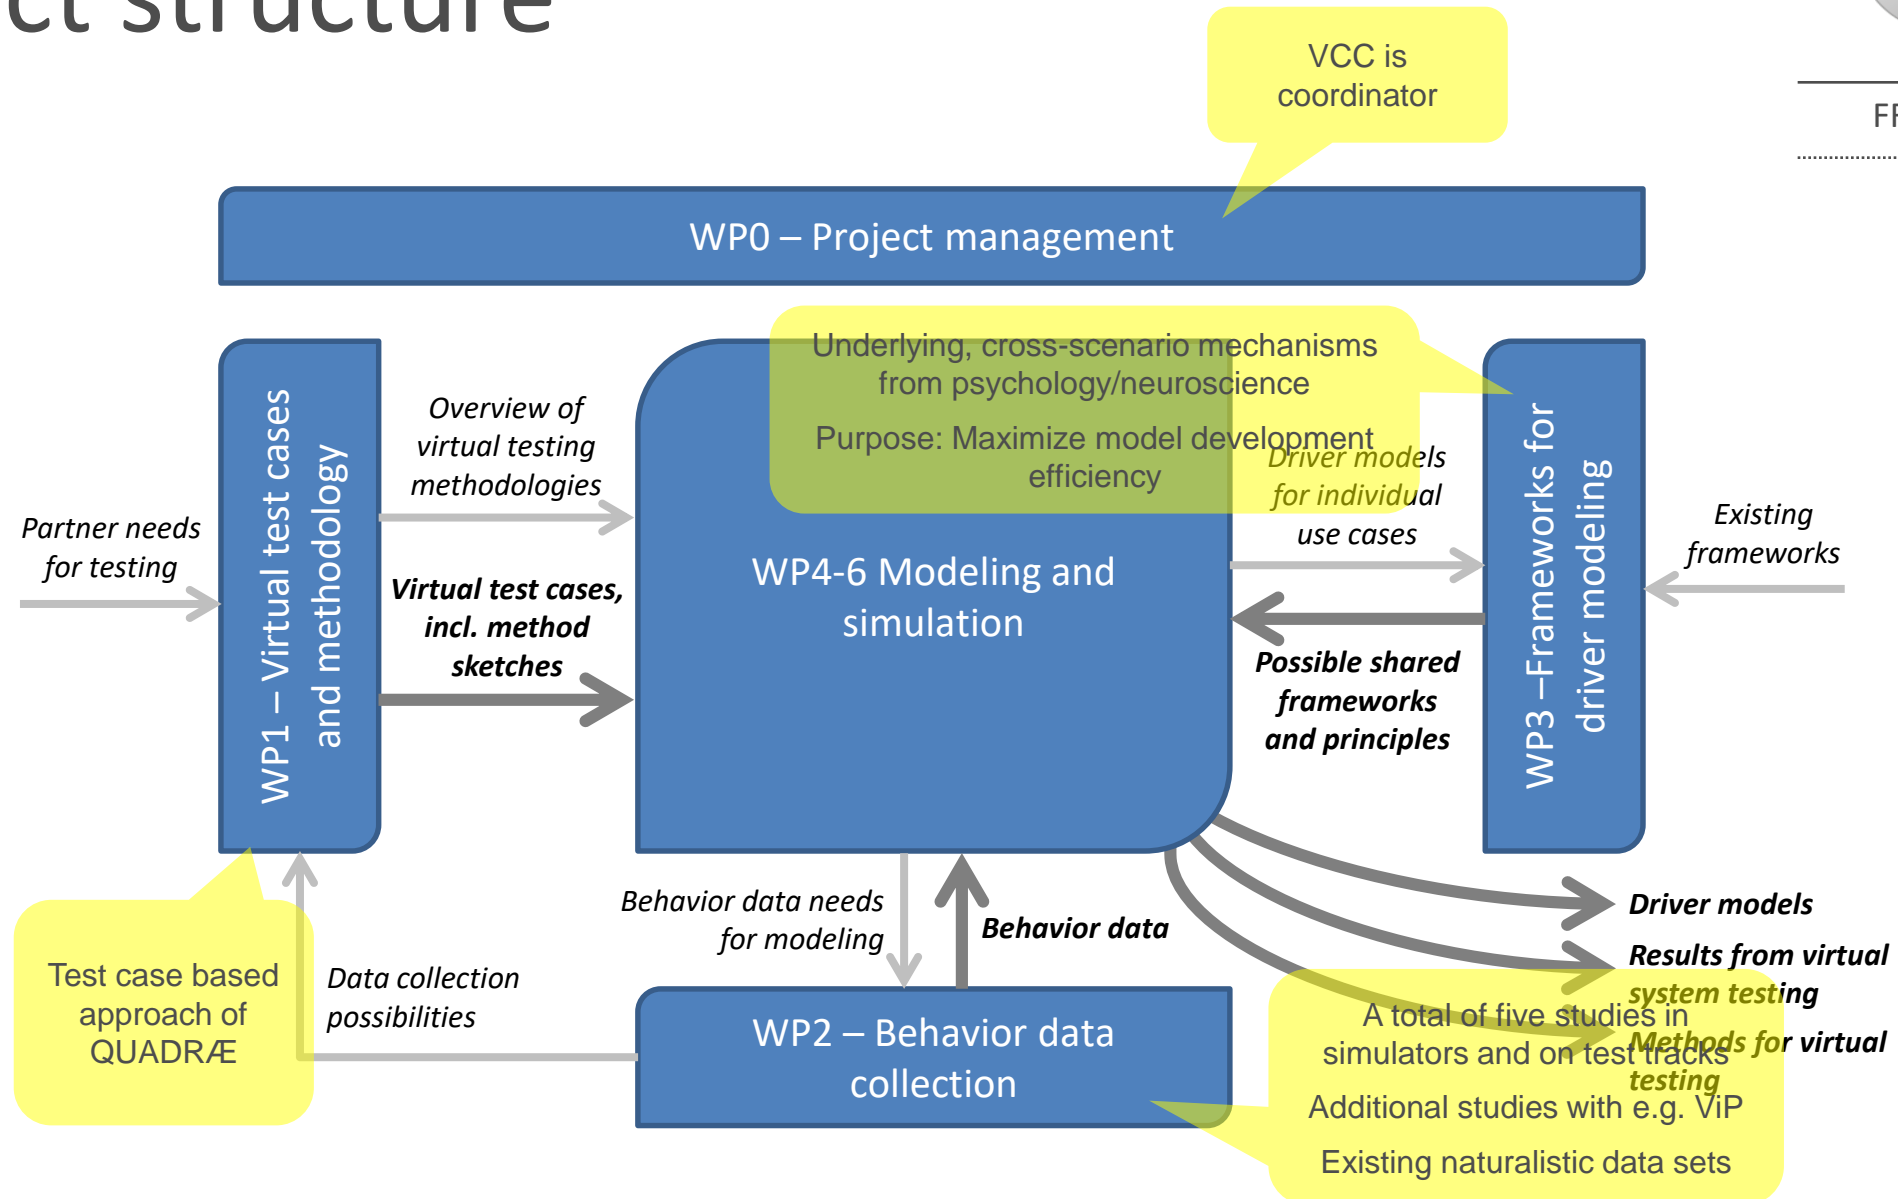 ct structure
VCC is
coordinator
WP0 – Project management
Underlying, cross-scenario mechanisms
from psychology/neuroscience
Purpose: Maximize model development
efficiency
WP1 – Virtual test cases
and methodology
Overview of
virtual testing
methodologies
Partner needs
for testing
Virtual test cases,
incl. method
sketches
WP4-6 Modeling and
simulation
Driver models
for individual
use cases
Possible shared
frameworks
and principles
WP3 –Frameworks for
driver modeling
Existing
frameworks
Test case based
approach of
QUADRÆ
Data collection
possibilities
Behavior data needs
for modeling
Behavior data
WP2 – Behavior data
collection
Driver models
Results from virtual
system testing
Methods for virtual
testing
A total of five studies in
simulators and on test tracks
Additional studies with e.g. ViP
Existing naturalistic data sets